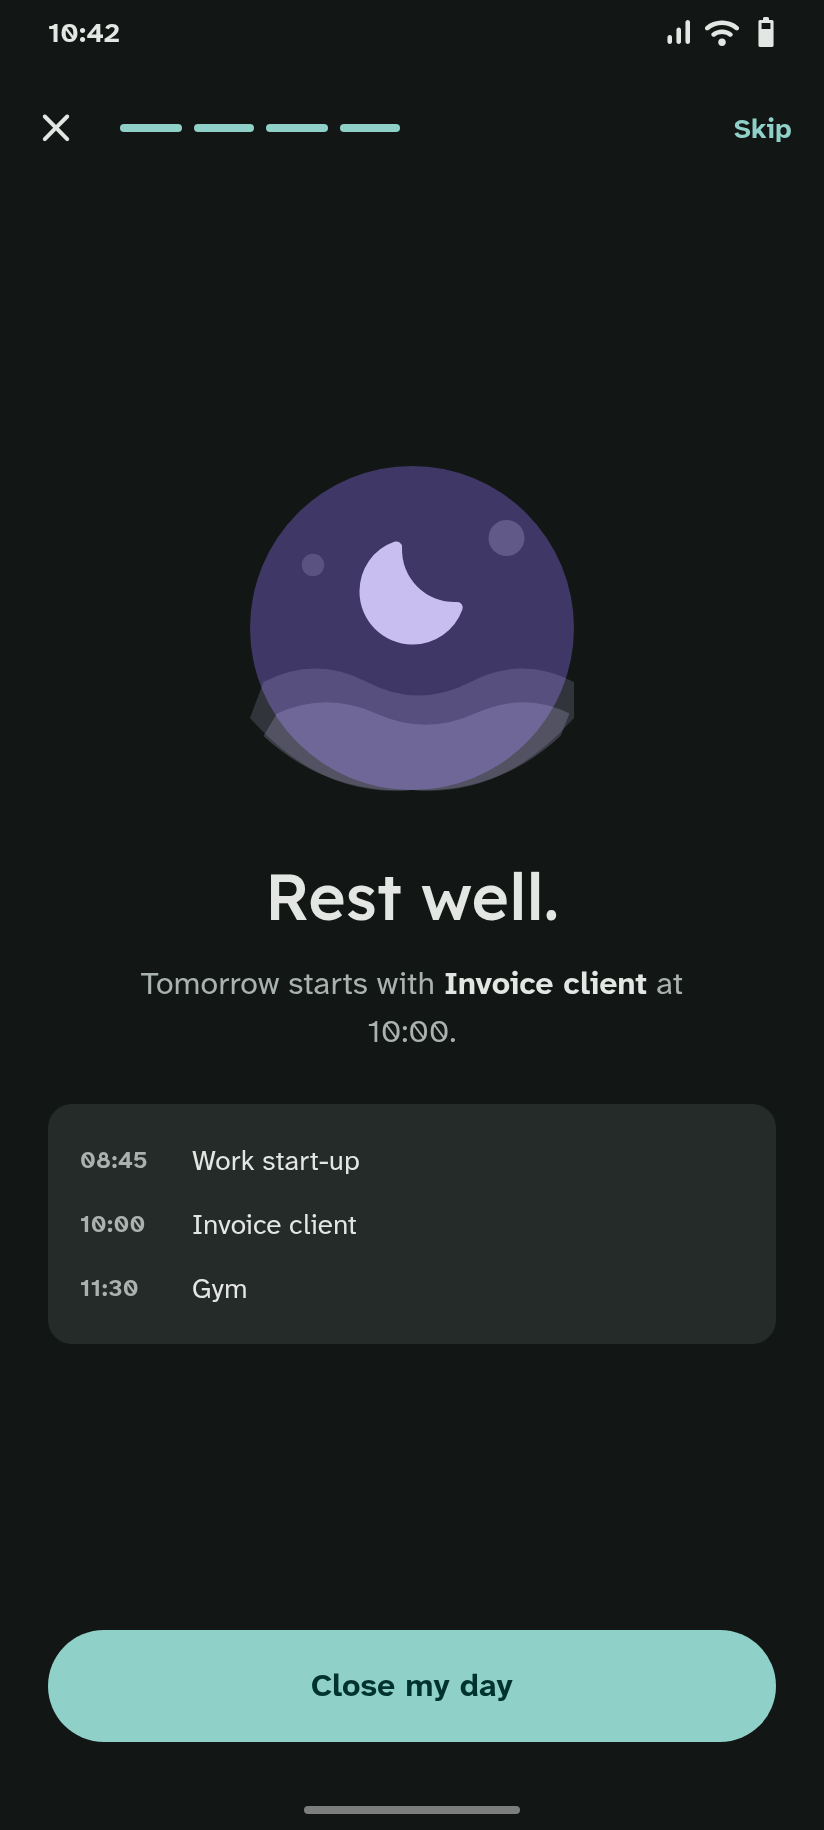 10:42
Skip
Rest well.
Tomorrow starts with Invoice client at
10:00.
08:45 Work start-up
10:00 Invoice client
11:30 Gym
Close my day